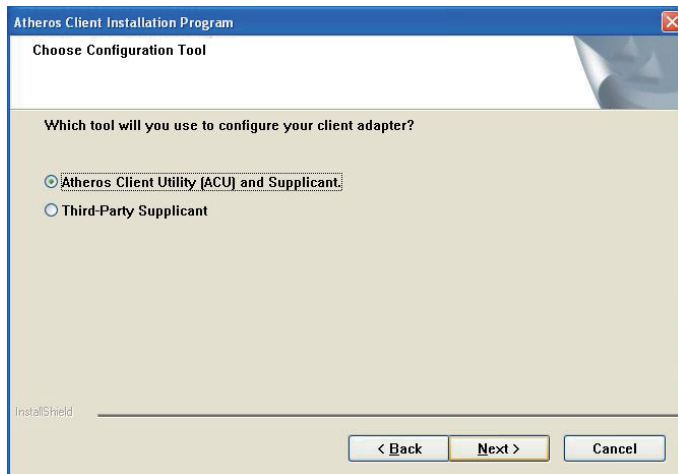 Atheros Client Installation Program
Choose Configuration Tool
Which tool will you use to configure your client adapter?
Atheros Client Utility (ACU) and Supplicant.
Third-Party Supplicant
InstallShield
< Back Next > Cancel